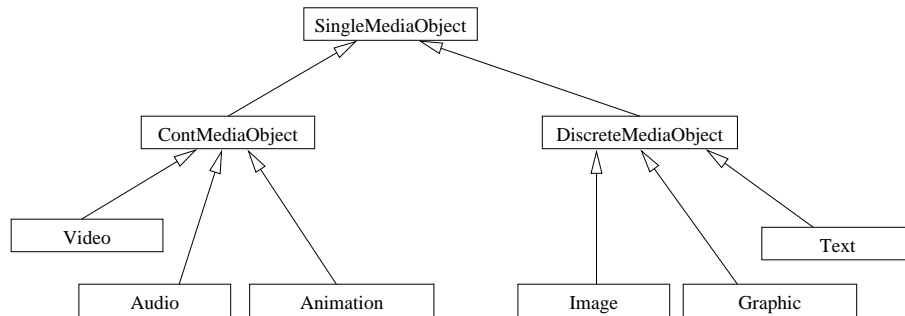 SingleMediaObject
ContMediaObject
DiscreteMediaObject
Video
Text
Audio
Animation
Image
Graphic